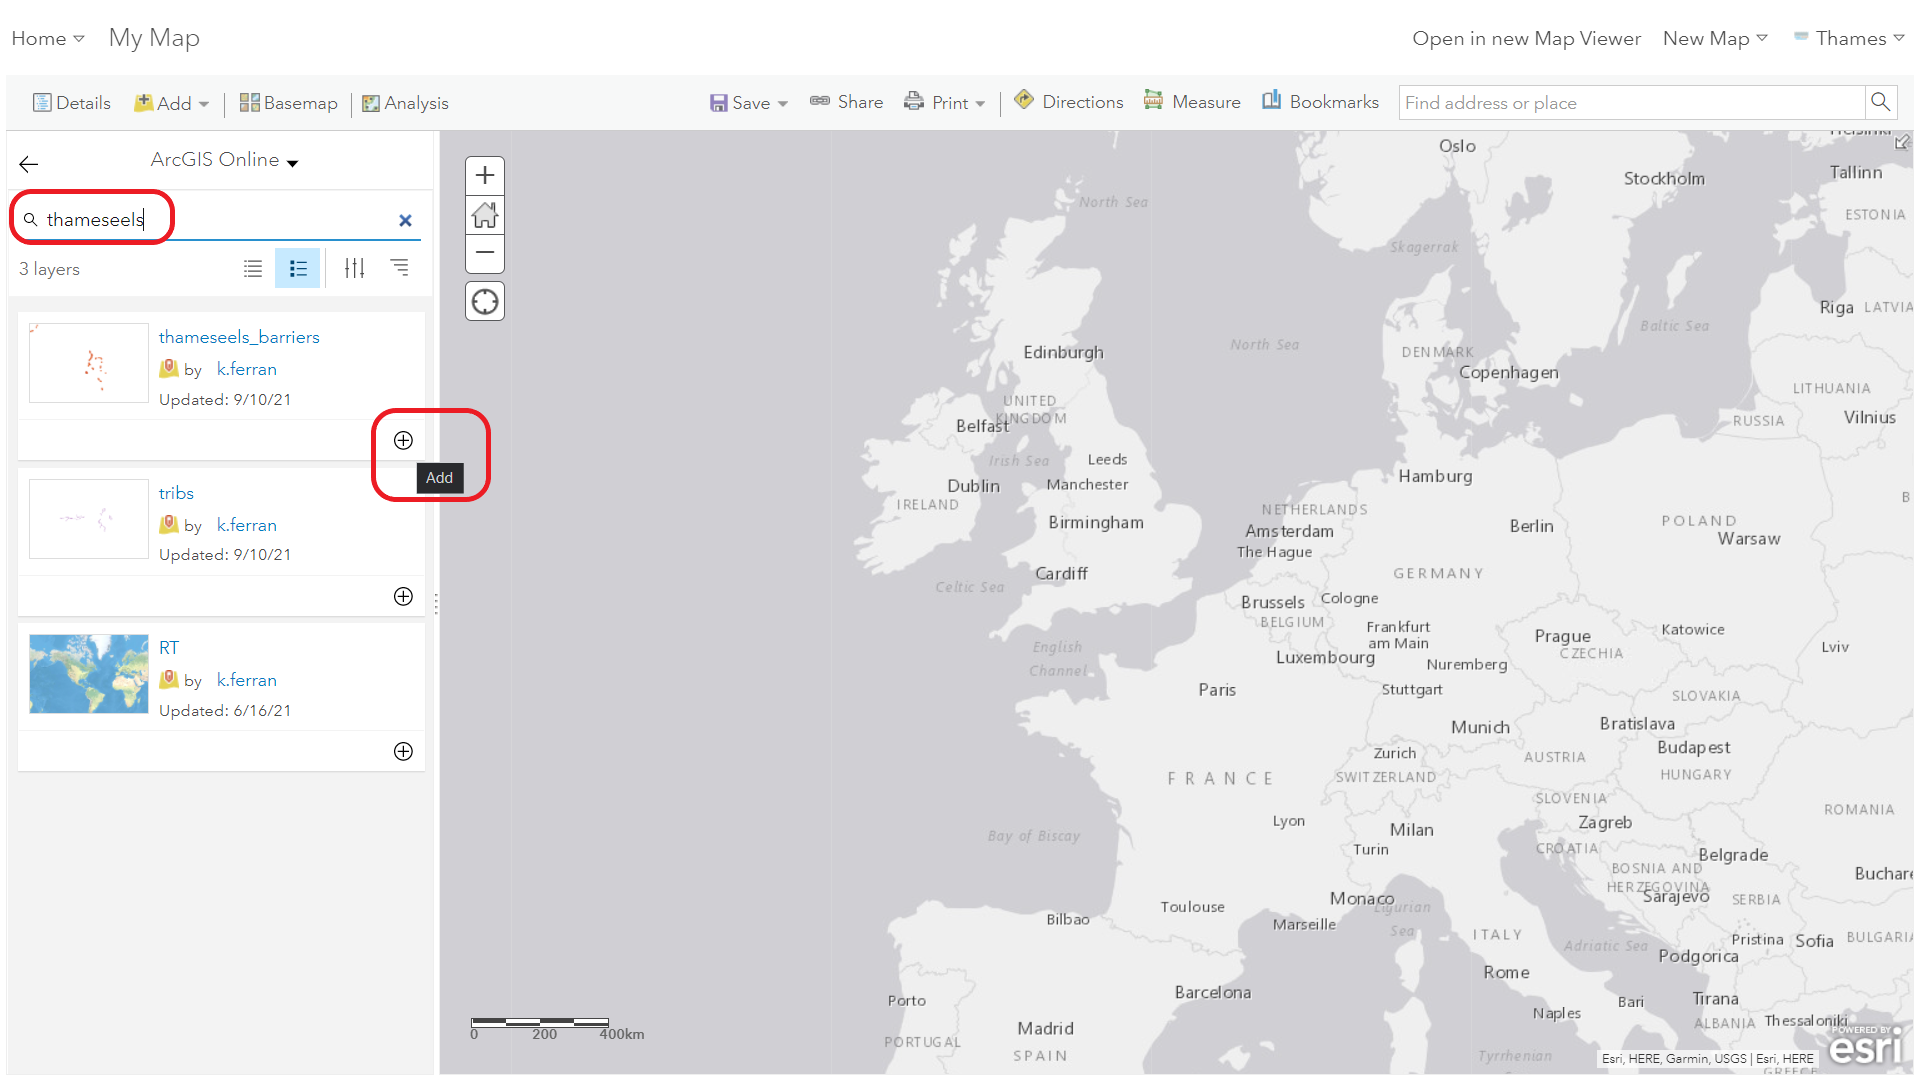 Home
My Map
Open in new Map Viewer
New Map
Thames
Details
Add
Basemap
Analysis
Save
Share
Print
Directions
Measure
Bookmarks
Find address or place
ArcGIS Online
thameseels
3 layers
thameseels_barriers
by k.ferran
Updated: 9/10/21
Add
tribs
by k.ferran
Updated: 9/10/21
RT
by k.ferran
Updated: 6/16/21
Helsinki
Oslo
Stockholm
Tallinn
ESTONIA
North Sea
Skagerrak
Riga
LATVIA
Baltic Sea
North Sea
Edinburgh
DENMARK
Copenhagen
LITHUANIA
UNITED
KINGDOM
Belfast
RUSSIA
Vilnius
Irish Sea
Leeds
Manchester
Hamburg
Dublin
IRELAND
NETHERLANDS
Birmingham
Amsterdam
The Hague
Berlin
POLAND
Warsaw
Cardiff
GERMANY
Celtic Sea
Brussels
Cologne
BELGIUM
Frankfurt
am Main
Prague
CZECHIA
Katowice
Lviv
English
Channel
Luxembourg
Nuremberg
Paris
Stuttgart
SLOVAKIA
Munich
Bratislava
Zurich
AUSTRIA
Budapest
HUNGARY
FRANCE
SWITZERLAND
SLOVENIA
Zagreb
ROMANIA
Lyon
Milan
Turin
CROATIA
Belgrade
Bay of Biscay
BOSNIA AND
HERZEGOVINA
Sarajevo
SERBIA
Buchare
Monaco
Ligurian
Sea
Toulouse
Marseille
Bilbao
ITALY
Adriatic Sea
Pristina
Sofia
BULGARIA
Podgorica
Rome
Barcelona
Porto
Bari
Tirana
Naples
ALBANIA
Thessaloniki
Madrid
PORTUGAL
SPAIN
Tyrrhenian
GREECE
0 200 400km
Esri, HERE, Garmin, USGS | Esri, HERE
POWERED BY
esri